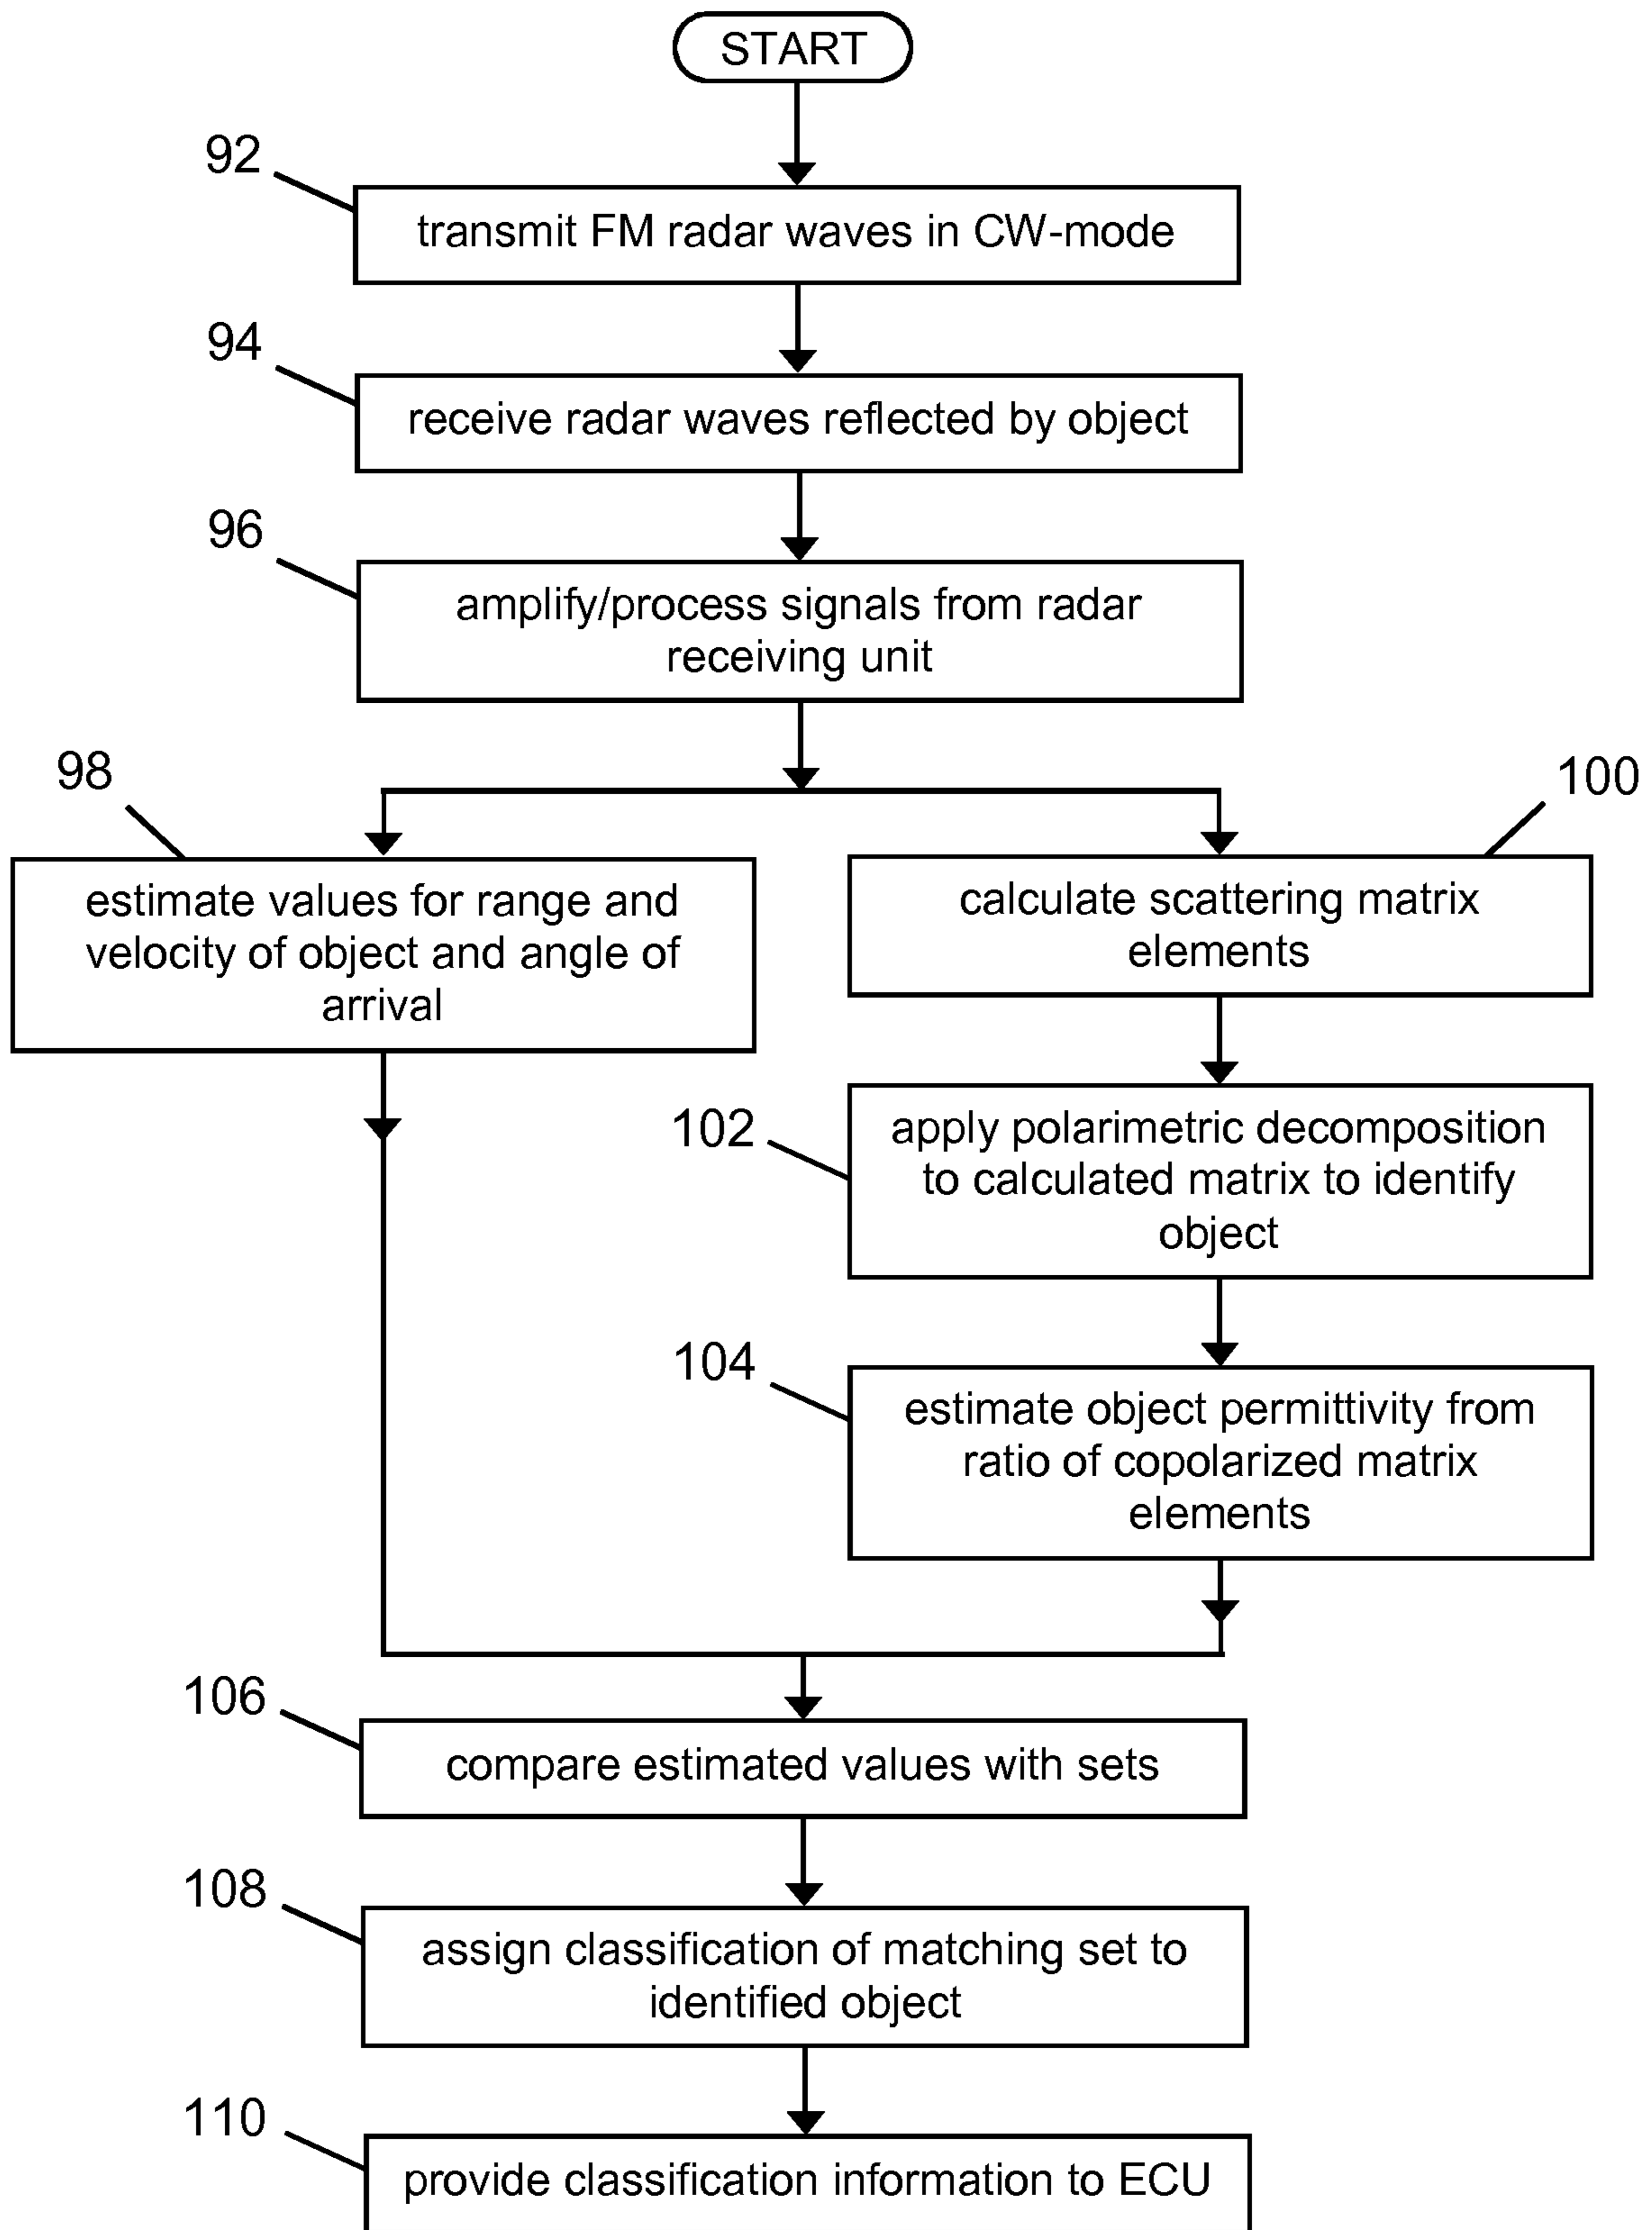 START
92
transmit FM radar waves in CW-mode
94
receive radar waves reflected by object
96
amplify/process signals from radar
receiving unit
98
estimate values for range and
velocity of object and angle of
arrival
100
calculate scattering matrix
elements
102
apply polarimetric decomposition
to calculated matrix to identify
object
104
estimate object permittivity from
ratio of copolarized matrix
elements
106
compare estimated values with sets
108
assign classification of matching set to
identified object
110
provide classification information to ECU